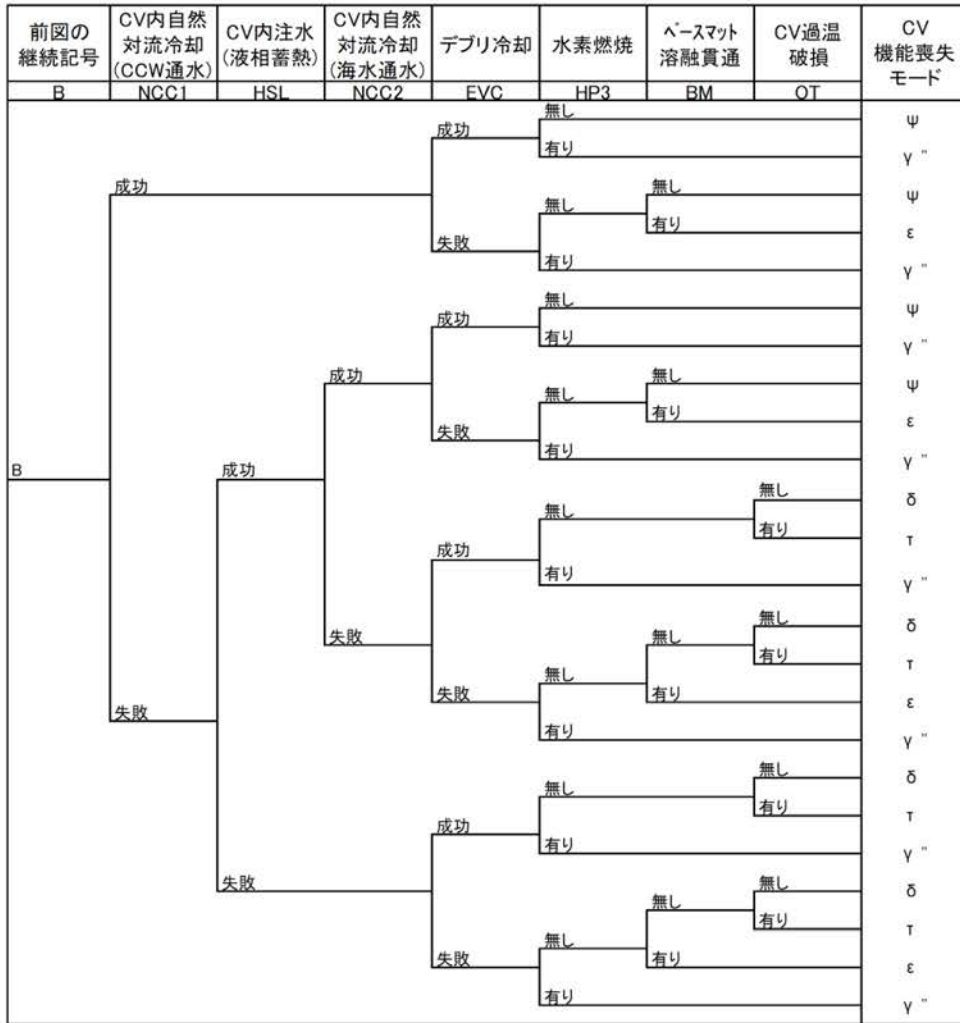 前図の
継続記号
CV内自然
対流冷却
(CCW通水)
CV内注水
(液相蓄熱)
CV内自然
対流冷却
(海水通水)
デブリ冷却
水素燃焼
ベースマット
溶融貫通
CV過温
破損
CV
機能喪失
モード
B
NCC1
HSL
NCC2
EVC
HP3
BM
OT
無し
ψ
成功
有り
γ "
成功
無し
ψ
無し
有り
ε
失敗
有り
γ "
無し
ψ
成功
有り
γ "
成功
無し
ψ
無し
有り
ε
失敗
有り
γ "
B
成功
無し
δ
無し
有り
τ
成功
有り
γ "
失敗
無し
δ
無し
有り
τ
無し
失敗
有り
ε
失敗
有り
γ "
無し
δ
無し
有り
τ
成功
有り
γ "
失敗
無し
δ
無し
有り
τ
無し
失敗
有り
ε
有り
γ "